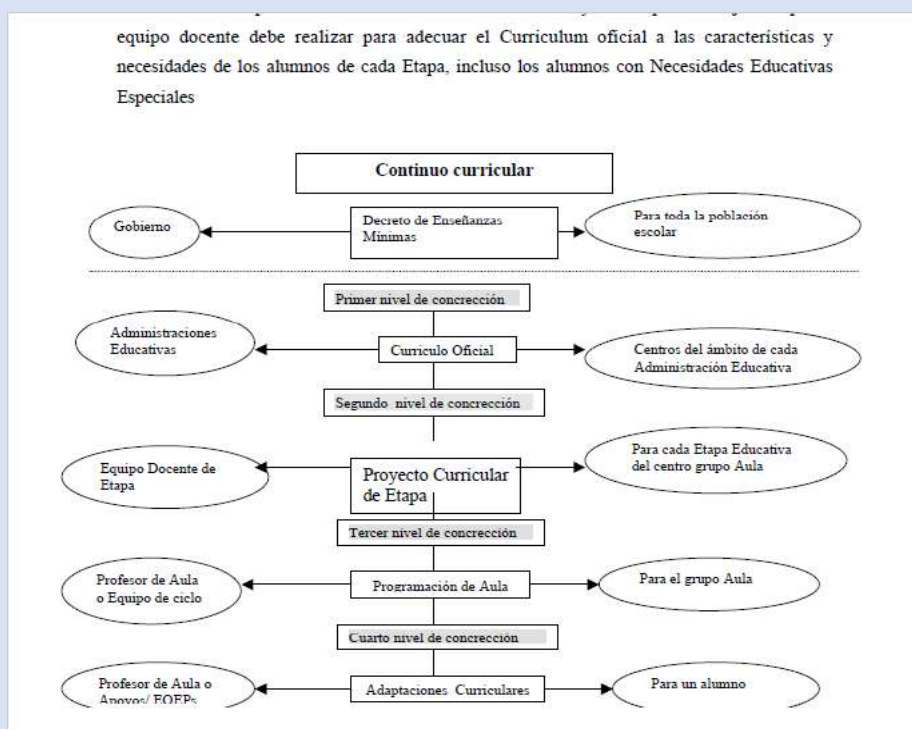 equipo docente debe realizar para adecuar el Curriculum oficial a las características y
necesidades de los alumnos de cada Etapa, incluso los alumnos con Necesidades Educativas
Especiales
Continuo curricular
Gobierno
Decreto de Enseñanzas
Mínimas
Para toda la población
escolar
Primer nivel de concrección
Administraciones
Educativas
Curriculo Oficial
Centros del ámbito de cada
Administración Educativa
Segundo nivel de concrección
Equipo Docente de
Etapa
Proyecto Curricular
de Etapa
Para cada Etapa Educativa
del centro grupo Aula
Tercer nivel de concrección
Profesor de Aula
o Equipo de ciclo
Programación de Aula
Para el grupo Aula
Cuarto nivel de concrección
Profesor de Aula o
Apoyos/ EOEPs
Adaptaciones Curriculares
Para un alumno